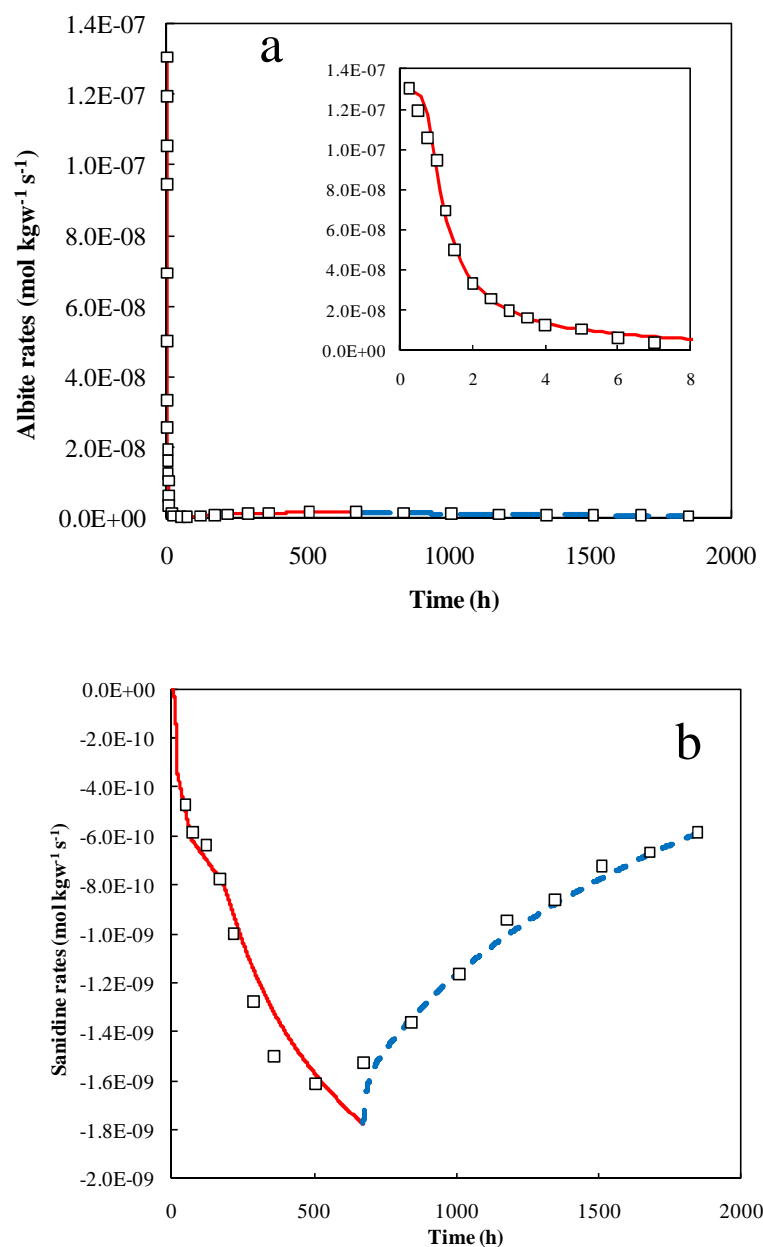 a
1.4E-07
1.2E-07
1.0E-07
8.0E-08
6.0E-08
4.0E-08
2.0E-08
0.0E+00
Albite rates (mol kgw⁻¹ s⁻¹)
0 500 1000 1500 2000
Time (h)
1.4E-07
1.2E-07
1.0E-07
8.0E-08
6.0E-08
4.0E-08
2.0E-08
0.0E+00
0 2 4 6 8
b
0.0E+00
-2.0E-10
-4.0E-10
-6.0E-10
-8.0E-10
-1.0E-09
-1.2E-09
-1.4E-09
-1.6E-09
-1.8E-09
-2.0E-09
Sanidine rates (mol kgw⁻¹ s⁻¹)
0 500 1000 1500 2000
Time (h)